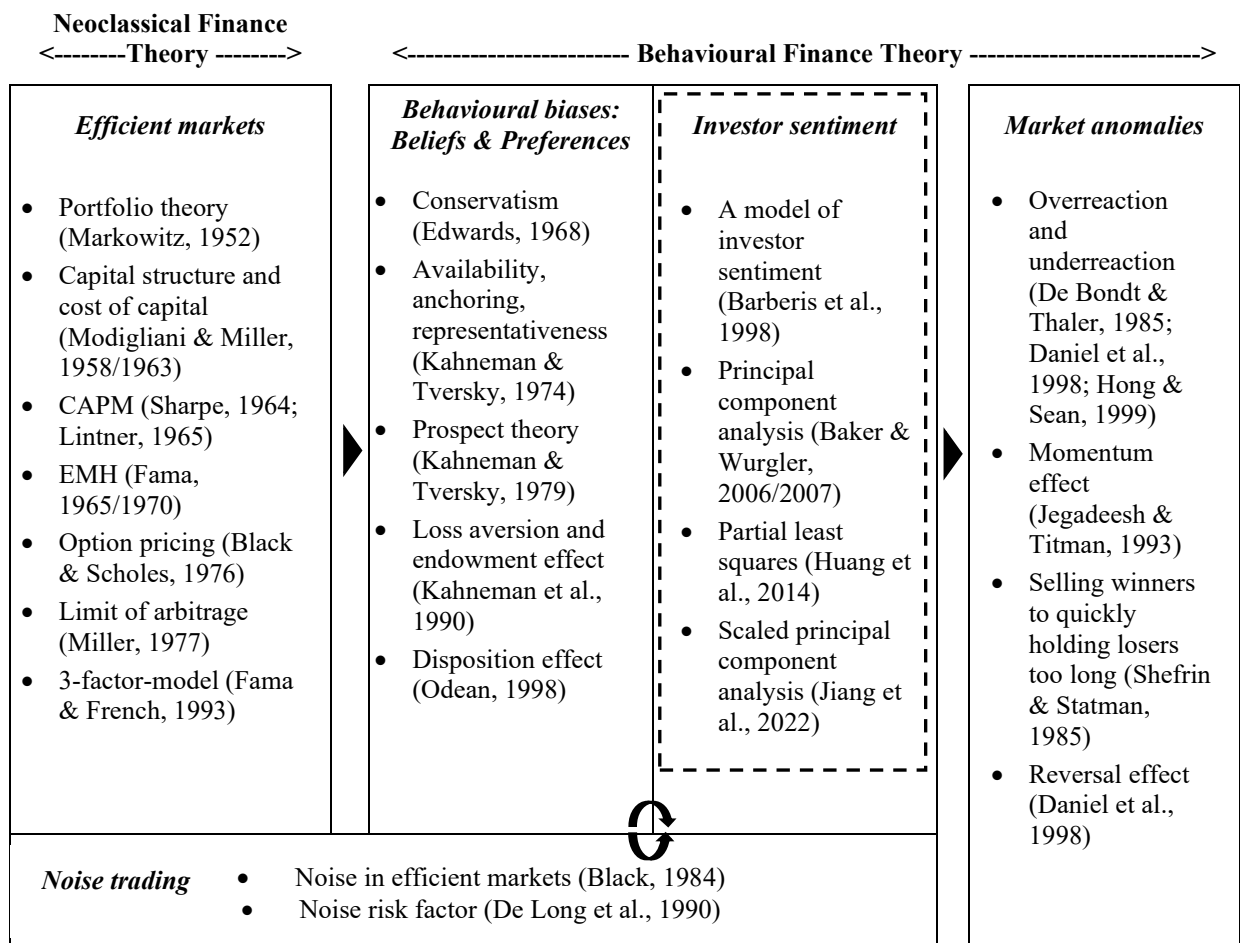 Neoclassical Finance
<--------Theory -------->
<------------------------- Behavioural Finance Theory --------------------------->
Efficient markets
• Portfolio theory
(Markowitz, 1952)
• Capital structure and
cost of capital
(Modigliani & Miller,
1958/1963)
• CAPM (Sharpe, 1964;
Lintner, 1965)
• EMH (Fama,
1965/1970)
• Option pricing (Black
& Scholes, 1976)
• Limit of arbitrage
(Miller, 1977)
• 3-factor-model (Fama
& French, 1993)
Behavioural biases:
Beliefs & Preferences
• Conservatism
(Edwards, 1968)
• Availability,
anchoring,
representativeness
(Kahneman &
Tversky, 1974)
• Prospect theory
(Kahneman &
Tversky, 1979)
• Loss aversion and
endowment effect
(Kahneman et al.,
1990)
• Disposition effect
(Odean, 1998)
Investor sentiment
• A model of
investor
sentiment
(Barberis et al.,
1998)
• Principal
component
analysis (Baker &
Wurgler,
2006/2007)
• Partial least
squares (Huang et
al., 2014)
• Scaled principal
component
analysis (Jiang et
al., 2022)
Market anomalies
• Overreaction
and
underreaction
(De Bondt &
Thaler, 1985;
Daniel et al.,
1998; Hong &
Sean, 1999)
• Momentum
effect
(Jegadeesh &
Titman, 1993)
• Selling winners
to quickly
holding losers
too long (Shefrin
& Statman,
1985)
• Reversal effect
(Daniel et al.,
1998)
Noise trading
• Noise in efficient markets (Black, 1984)
• Noise risk factor (De Long et al., 1990)